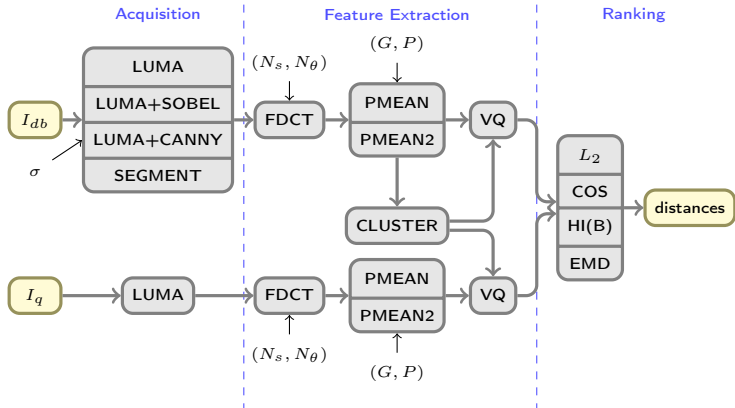 Acquisition
Feature Extraction
Ranking
(G, P)
(N_s, N_θ)
LUMA
LUMA+SOBEL
LUMA+CANNY
SEGMENT
I_db
σ
FDCT
PMEAN
PMEAN2
VQ
CLUSTER
L_2
COS
HI(B)
EMD
distances
I_q
LUMA
FDCT
PMEAN
PMEAN2
VQ
(N_s, N_θ)
(G, P)